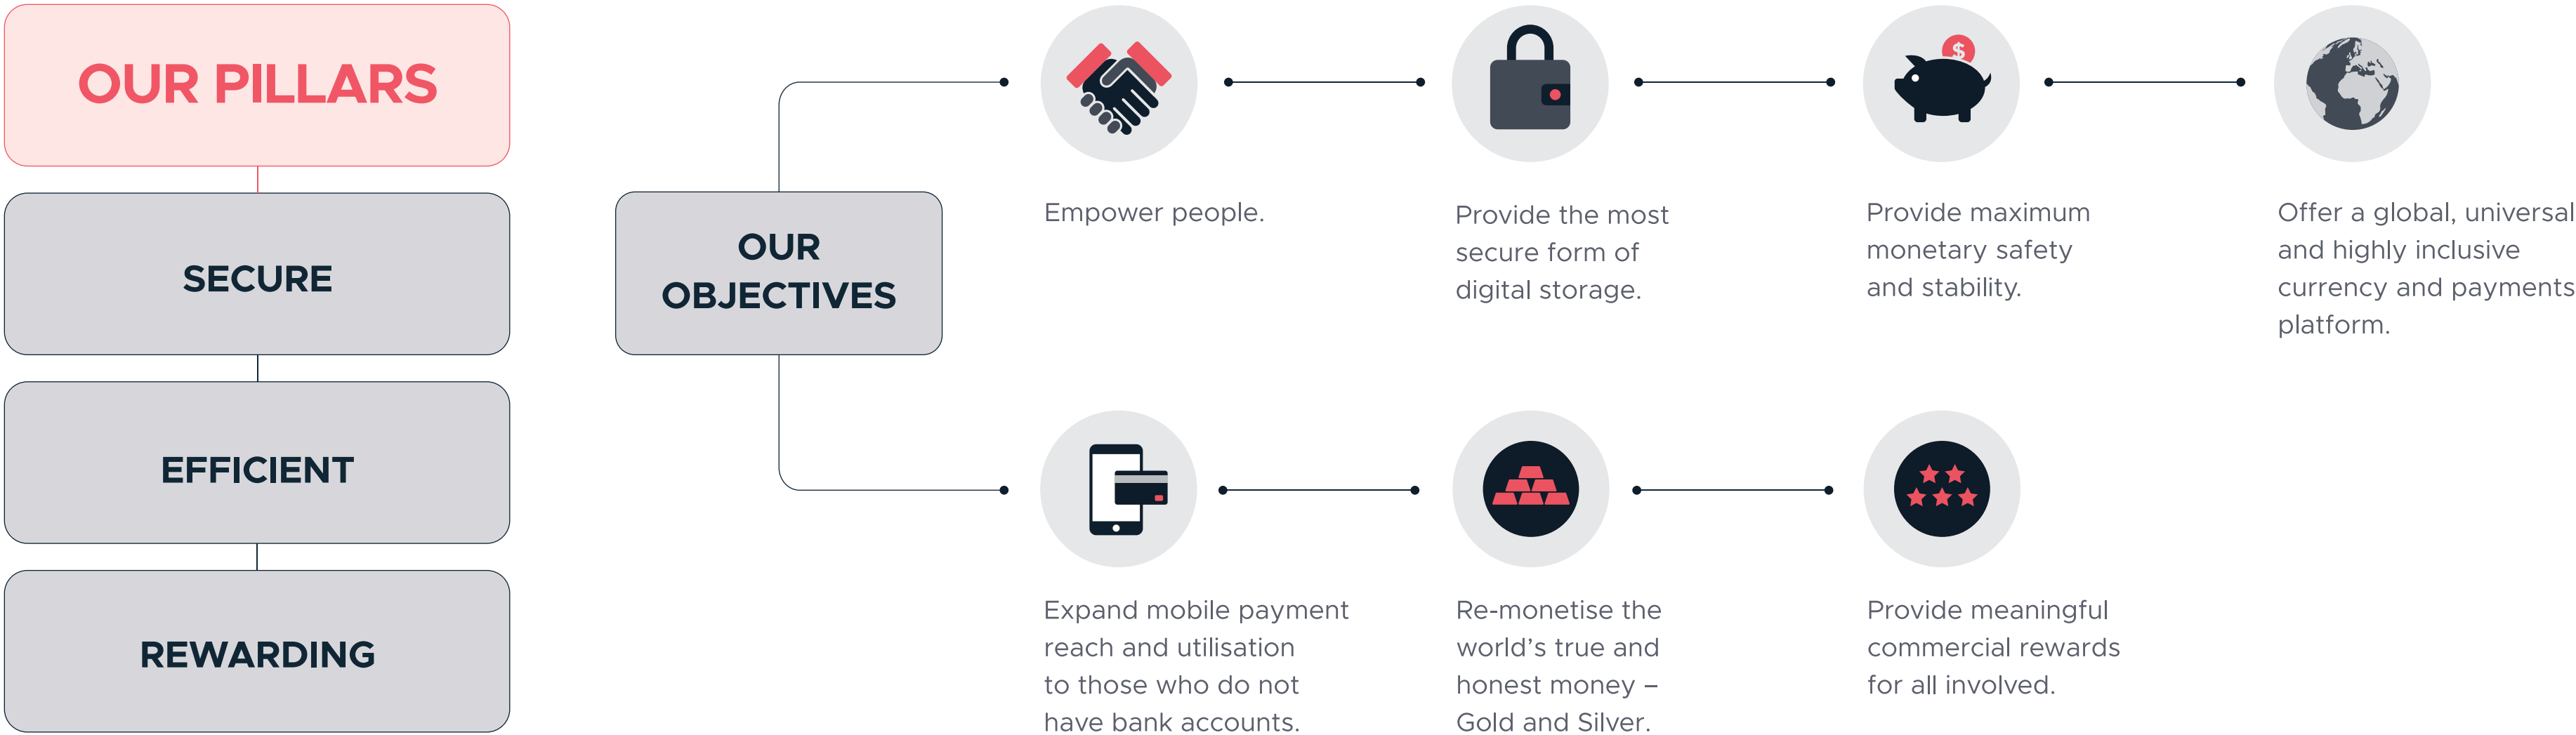 OUR PILLARS
SECURE
EFFICIENT
REWARDING
OUR
OBJECTIVES
$
Empower people.
Provide the most
secure form of
digital storage.
Provide maximum
monetary safety
and stability.
Offer a global, universal
and highly inclusive
currency and payments
platform.
Expand mobile payment
reach and utilisation
to those who do not
have bank accounts.
Re-monetise the
world’s true and
honest money –
Gold and Silver.
Provide meaningful
commercial rewards
for all involved.